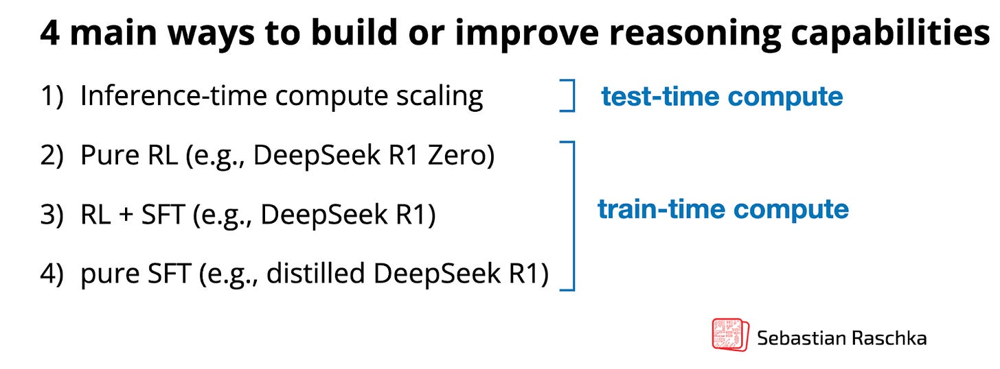 4 main ways to build or improve reasoning capabilities
1) Inference-time compute scaling
test-time compute
2) Pure RL (e.g., DeepSeek R1 Zero)
3) RL + SFT (e.g., DeepSeek R1)
train-time compute
4) pure SFT (e.g., distilled DeepSeek R1)
Sebastian Raschka